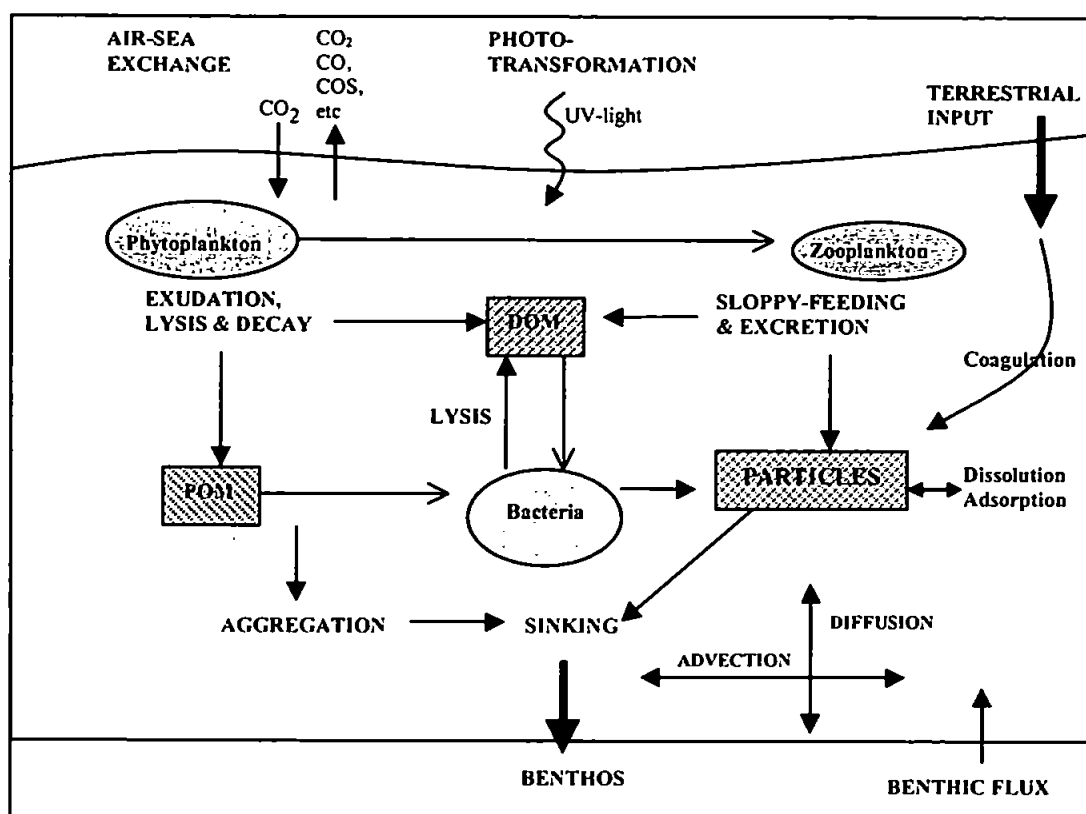 AIR-SEA
EXCHANGE
CO2
CO2
CO,
COS,
etc
PHOTO-
TRANSFORMATION
UV-light
TERRESTRIAL
INPUT
Phytoplankton
Zooplankton
EXUDATION,
LYSIS & DECAY
DOM
SLOPPY-FEEDING
& EXCRETION
Coagulation
LYSIS
POM
Bacteria
PARTICLES
Dissolution
Adsorption
AGGREGATION
SINKING
DIFFUSION
ADVECTION
BENTHOS
BENTHIC FLUX